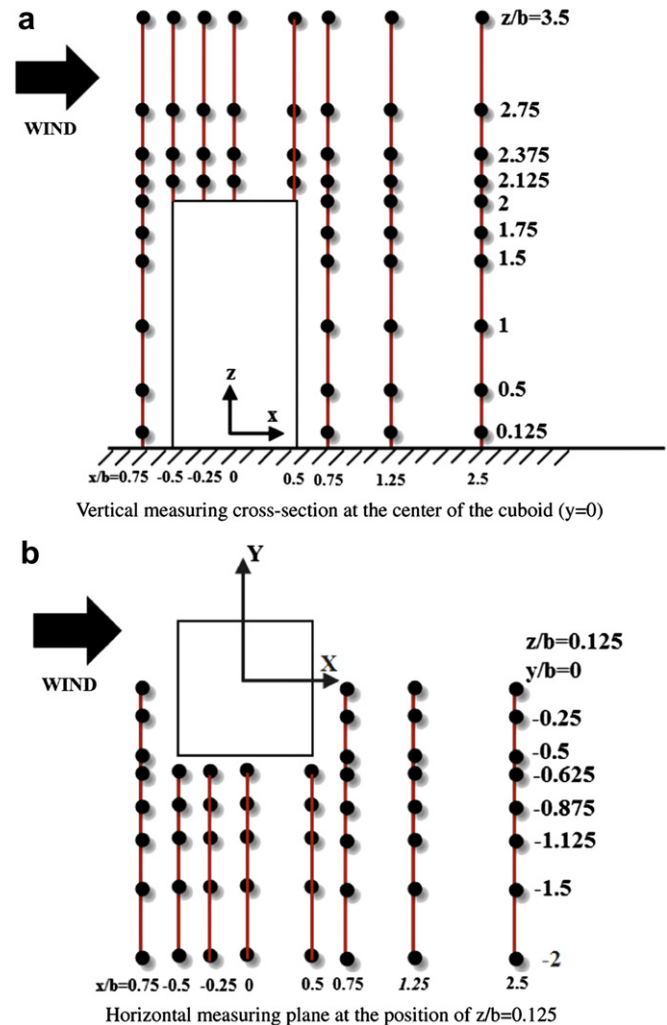 a
z/b=3.5
WIND
2.75
2.375
2.125
2
1.75
1.5
1
0.5
0.125
z
x
x/b=0.75 -0.5 -0.25 0 0.5 0.75 1.25 2.5
Vertical measuring cross-section at the center of the cuboid (y=0)
b
Y
WIND
X
z/b=0.125
y/b=0
-0.25
-0.5
-0.625
-0.875
-1.125
-1.5
-2
x/b=0.75 -0.5 -0.25 0 0.5 0.75 1.25 2.5
Horizontal measuring plane at the position of z/b=0.125